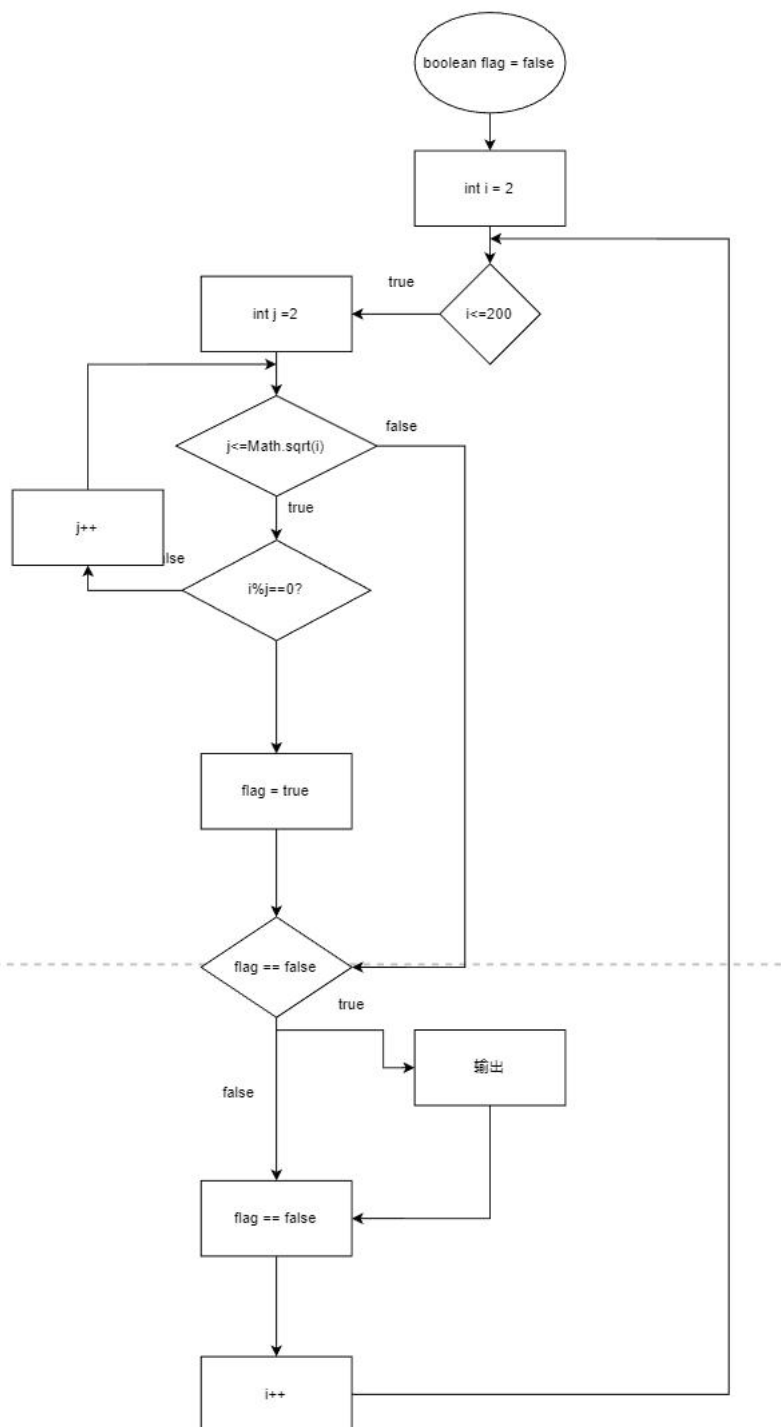 boolean flag = false
int i = 2
true
i<=200
int j =2
j<=Math.sqrt(i)
false
true
j++
lse
i%j==0?
flag = true
flag == false
true
输出
false
flag == false
i++